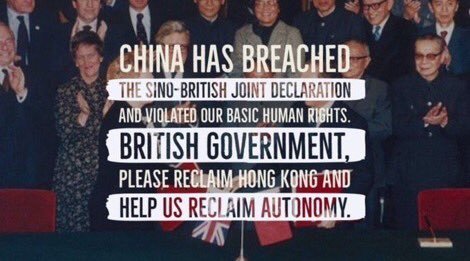 CHINA HAS BREACHED
THE SINO-BRITISH JOINT DECLARATION
AND VIOLATED OUR BASIC HUMAN RIGHTS.
BRITISH GOVERNMENT,
PLEASE RECLAIM HONG KONG AND
HELP US RECLAIM AUTONOMY.